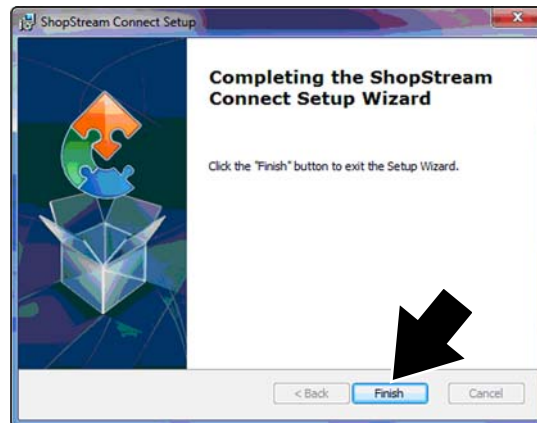 ShopStream Connect Setup
Completing the ShopStream
Connect Setup Wizard
Click the "Finish" button to exit the Setup Wizard.
< Back
Finish
Cancel